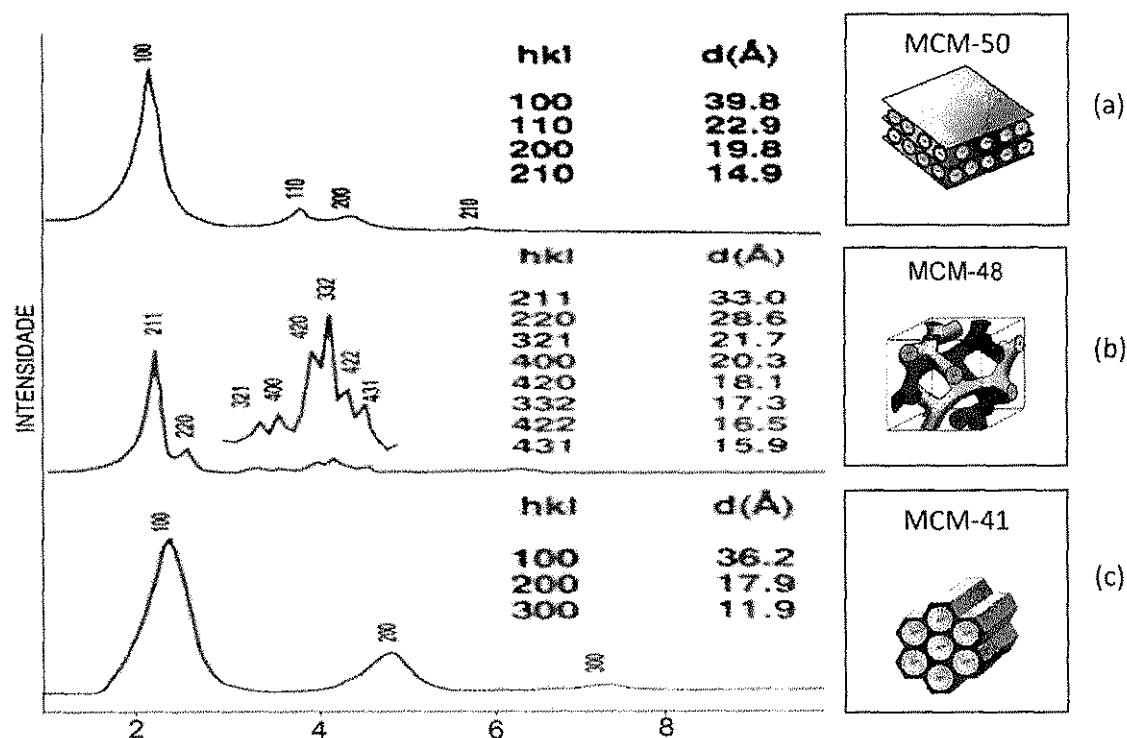 hkl d(Å)
100 39.8
110 22.9
200 19.8
210 14.9
100
110
200
210
MCM-50
(a)
hkl d(Å)
211 33.0
220 28.6
321 21.7
400 20.3
420 18.1
332 17.3
422 16.5
431 15.9
211
220
321
400
420
332
422
431
MCM-48
(b)
hkl d(Å)
100 36.2
200 17.9
300 11.9
100
200
300
MCM-41
(c)
INTENSIDADE
2 4 6 8